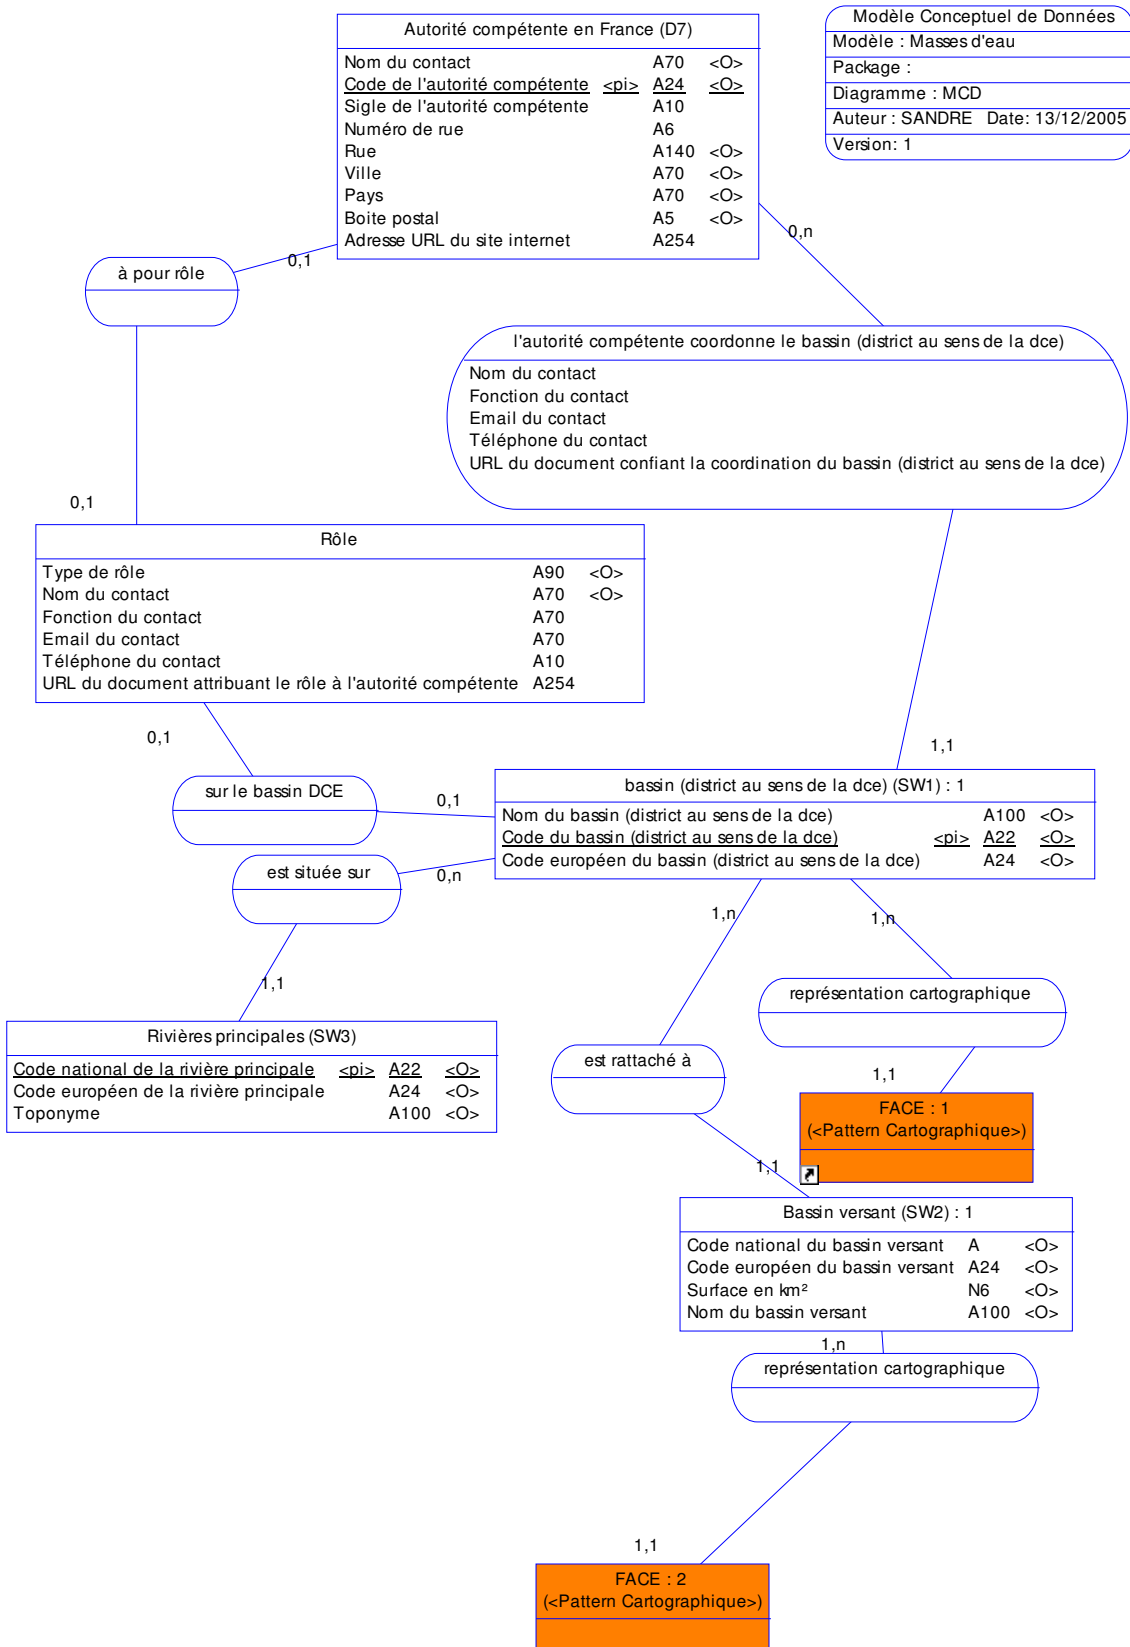 Autorité compétente en France (D7)
Nom du contact A70 <O>
Code de l'autorité compétente <pi> A24 <O>
Sigle de l'autorité compétente A10
Numéro de rue A6
Rue A140 <O>
Ville A70 <O>
Pays A70 <O>
Boite postal A5 <O>
Adresse URL du site internet A254
Modèle Conceptuel de Données
Modèle : Masses d'eau
Package :
Diagramme : MCD
Auteur : SANDRE Date: 13/12/2005
Version: 1
0,1
0,n
à pour rôle
l'autorité compétente coordonne le bassin (district au sens de la dce)
Nom du contact
Fonction du contact
Email du contact
Téléphone du contact
URL du document confiant la coordination du bassin (district au sens de la dce)
0,1
Rôle
Type de rôle A90 <O>
Nom du contact A70 <O>
Fonction du contact A70
Email du contact A70
Téléphone du contact A10
URL du document attribuant le rôle à l'autorité compétente A254
0,1
1,1
sur le bassin DCE
0,1
bassin (district au sens de la dce) (SW1) : 1
Nom du bassin (district au sens de la dce) A100 <O>
Code du bassin (district au sens de la dce) <pi> A22 <O>
Code européen du bassin (district au sens de la dce) A24 <O>
est située sur
0,n
1,n
1,n
1,1
représentation cartographique
Rivières principales (SW3)
Code national de la rivière principale <pi> A22 <O>
Code européen de la rivière principale A24 <O>
Toponyme A100 <O>
est rattaché à
1,1
FACE : 1
(<Pattern Cartographique>)
1,1
Bassin versant (SW2) : 1
Code national du bassin versant A <O>
Code européen du bassin versant A24 <O>
Surface en km² N6 <O>
Nom du bassin versant A100 <O>
1,n
représentation cartographique
1,1
FACE : 2
(<Pattern Cartographique>)